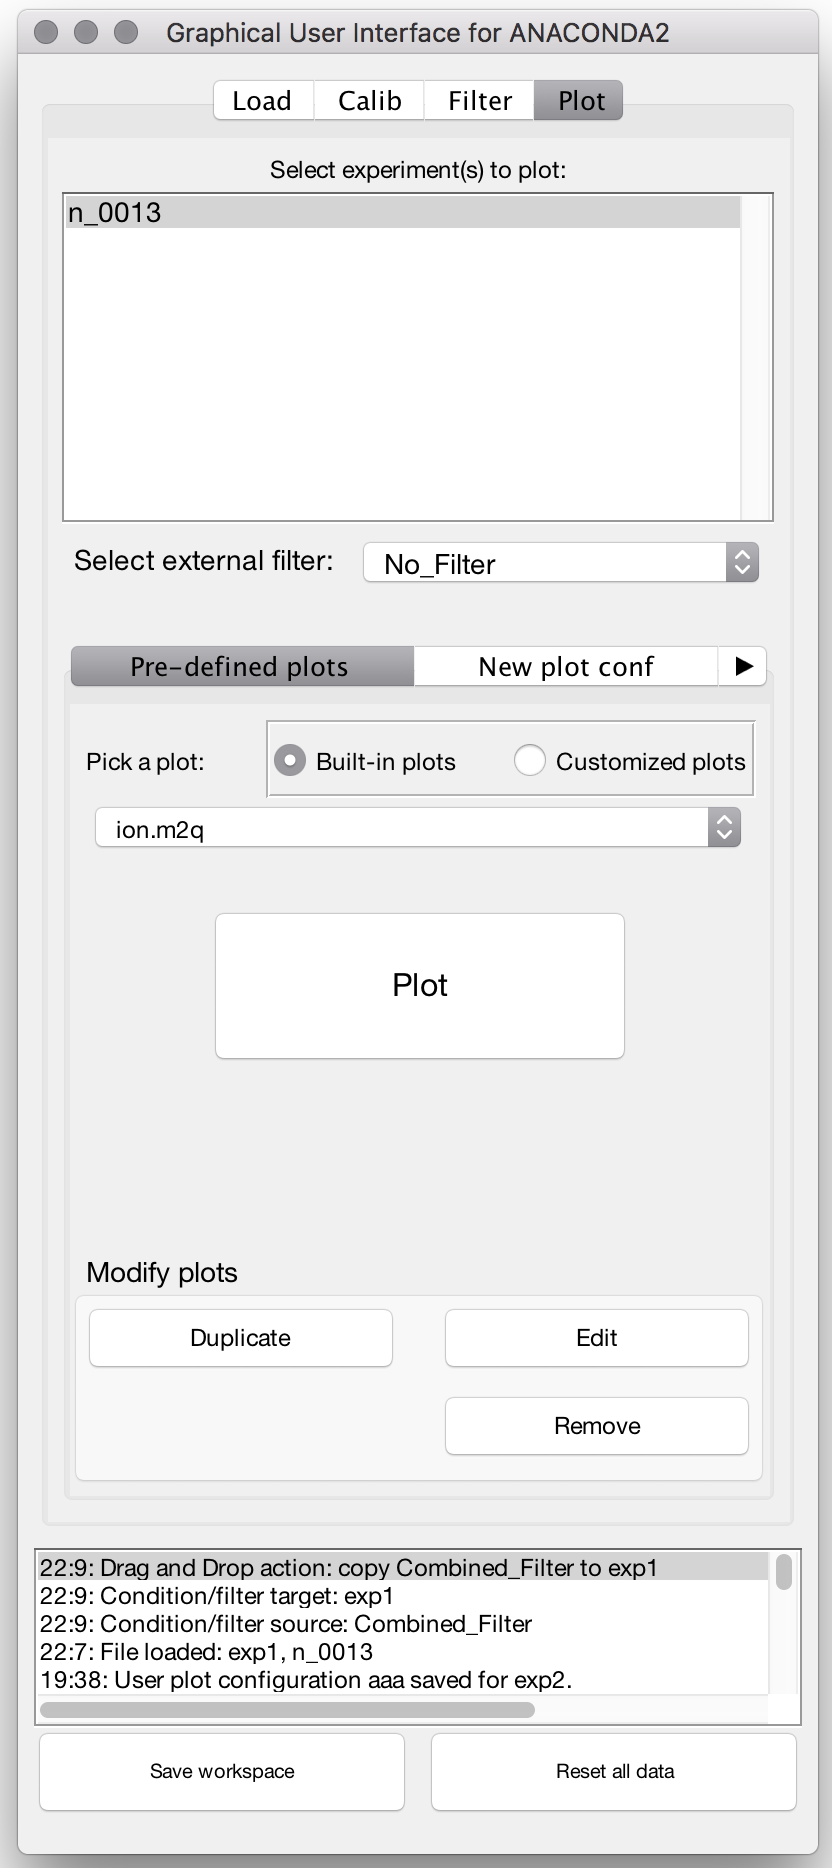 Graphical User Interface for ANACONDA2
Load Calib Filter Plot
Select experiment(s) to plot:
n_0013
Select external filter: No_Filter
Pre-defined plots New plot conf
Pick a plot: Built-in plots Customized plots
ion.m2q
Plot
Modify plots
Duplicate Edit
Remove
22:9: Drag and Drop action: copy Combined_Filter to exp1
22:9: Condition/filter target: exp1
22:9: Condition/filter source: Combined_Filter
22:7: File loaded: exp1, n_0013
19:38: User plot configuration aaa saved for exp2.
Save workspace Reset all data